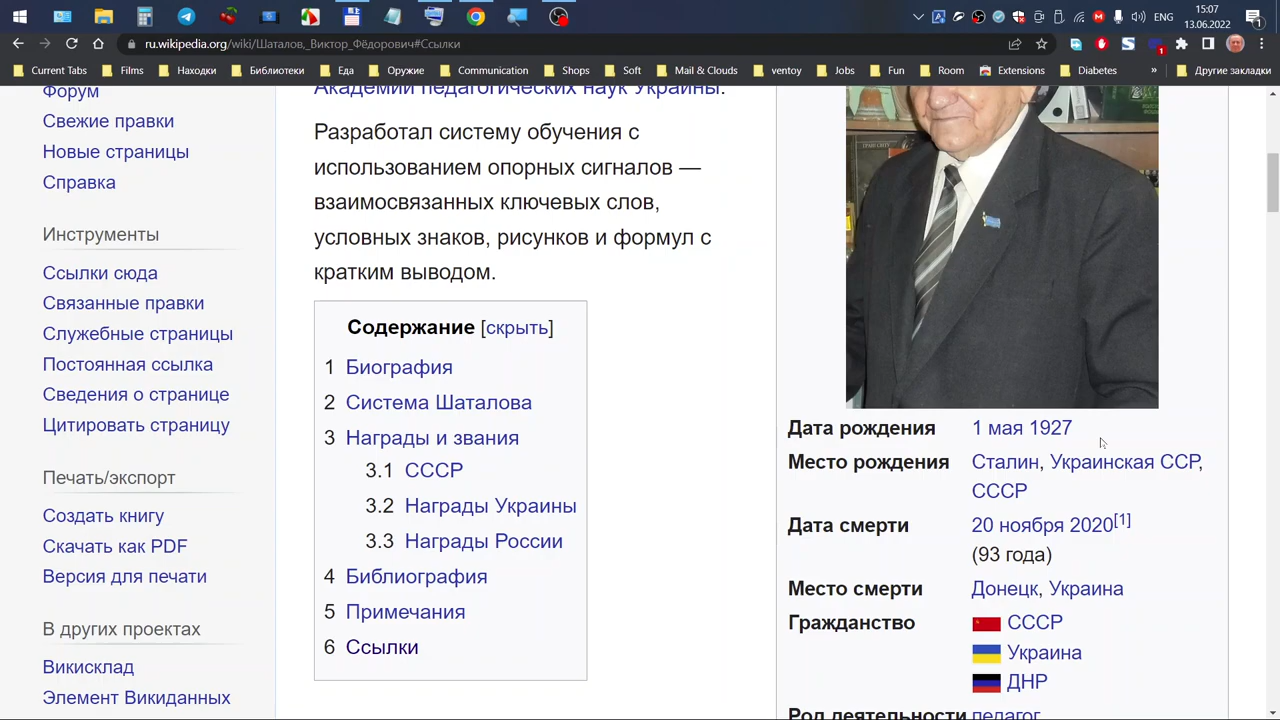 15:07
ENG
13.06.2022
1
ru.wikipedia.org/wiki/Шаталов,_Виктор_Фёдорович#Ссылки
1
Current Tabs
Films
Находки
Библиотеки
Еда
Оружие
Communication
Shops
Soft
Mail & Clouds
ventoy
Jobs
Fun
Room
Extensions
Diabetes
»
Другие закладки
Форум
Свежие правки
Новые страницы
Справка
Инструменты
Ссылки сюда
Связанные правки
Служебные страницы
Постоянная ссылка
Сведения о странице
Цитировать страницу
Печать/экспорт
Создать книгу
Скачать как PDF
Версия для печати
В других проектах
Викисклад
Элемент Викиданных
Академии педагогических наук Украины.
Разработал систему обучения с
использованием опорных сигналов —
взаимосвязанных ключевых слов,
условных знаков, рисунков и формул с
кратким выводом.
Содержание [скрыть]
1 Биография
2 Система Шаталова
3 Награды и звания
3.1 СССР
3.2 Награды Украины
3.3 Награды России
4 Библиография
5 Примечания
6 Ссылки
Дата рождения 1 мая 1927
Место рождения Сталин, Украинская ССР,
СССР
Дата смерти 20 ноября 2020[1]
(93 года)
Место смерти Донецк, Украина
Гражданство СССР
Украина
ДНР
Род деятельности педагог